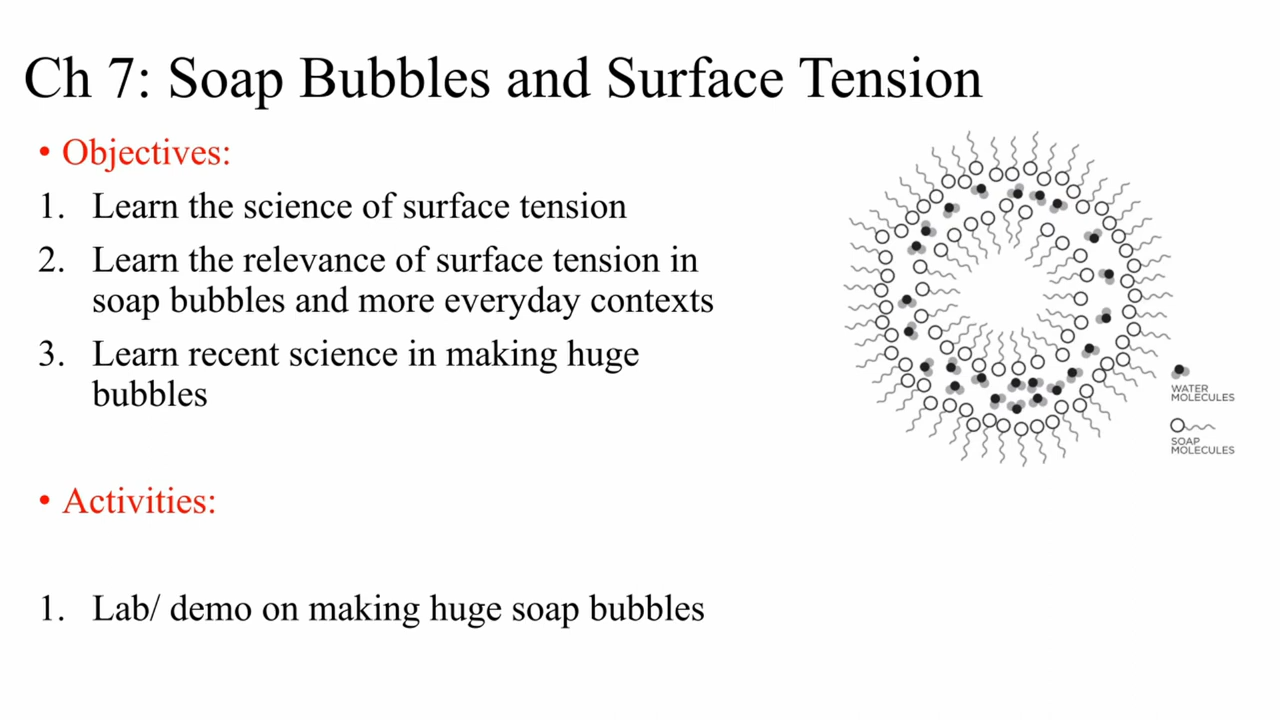 Ch 7: Soap Bubbles and Surface Tension
• Objectives:
1. Learn the science of surface tension
2. Learn the relevance of surface tension in
soap bubbles and more everyday contexts
3. Learn recent science in making huge
bubbles
• Activities:
1. Lab/ demo on making huge soap bubbles
WATER
MOLECULES
SOAP
MOLECULES